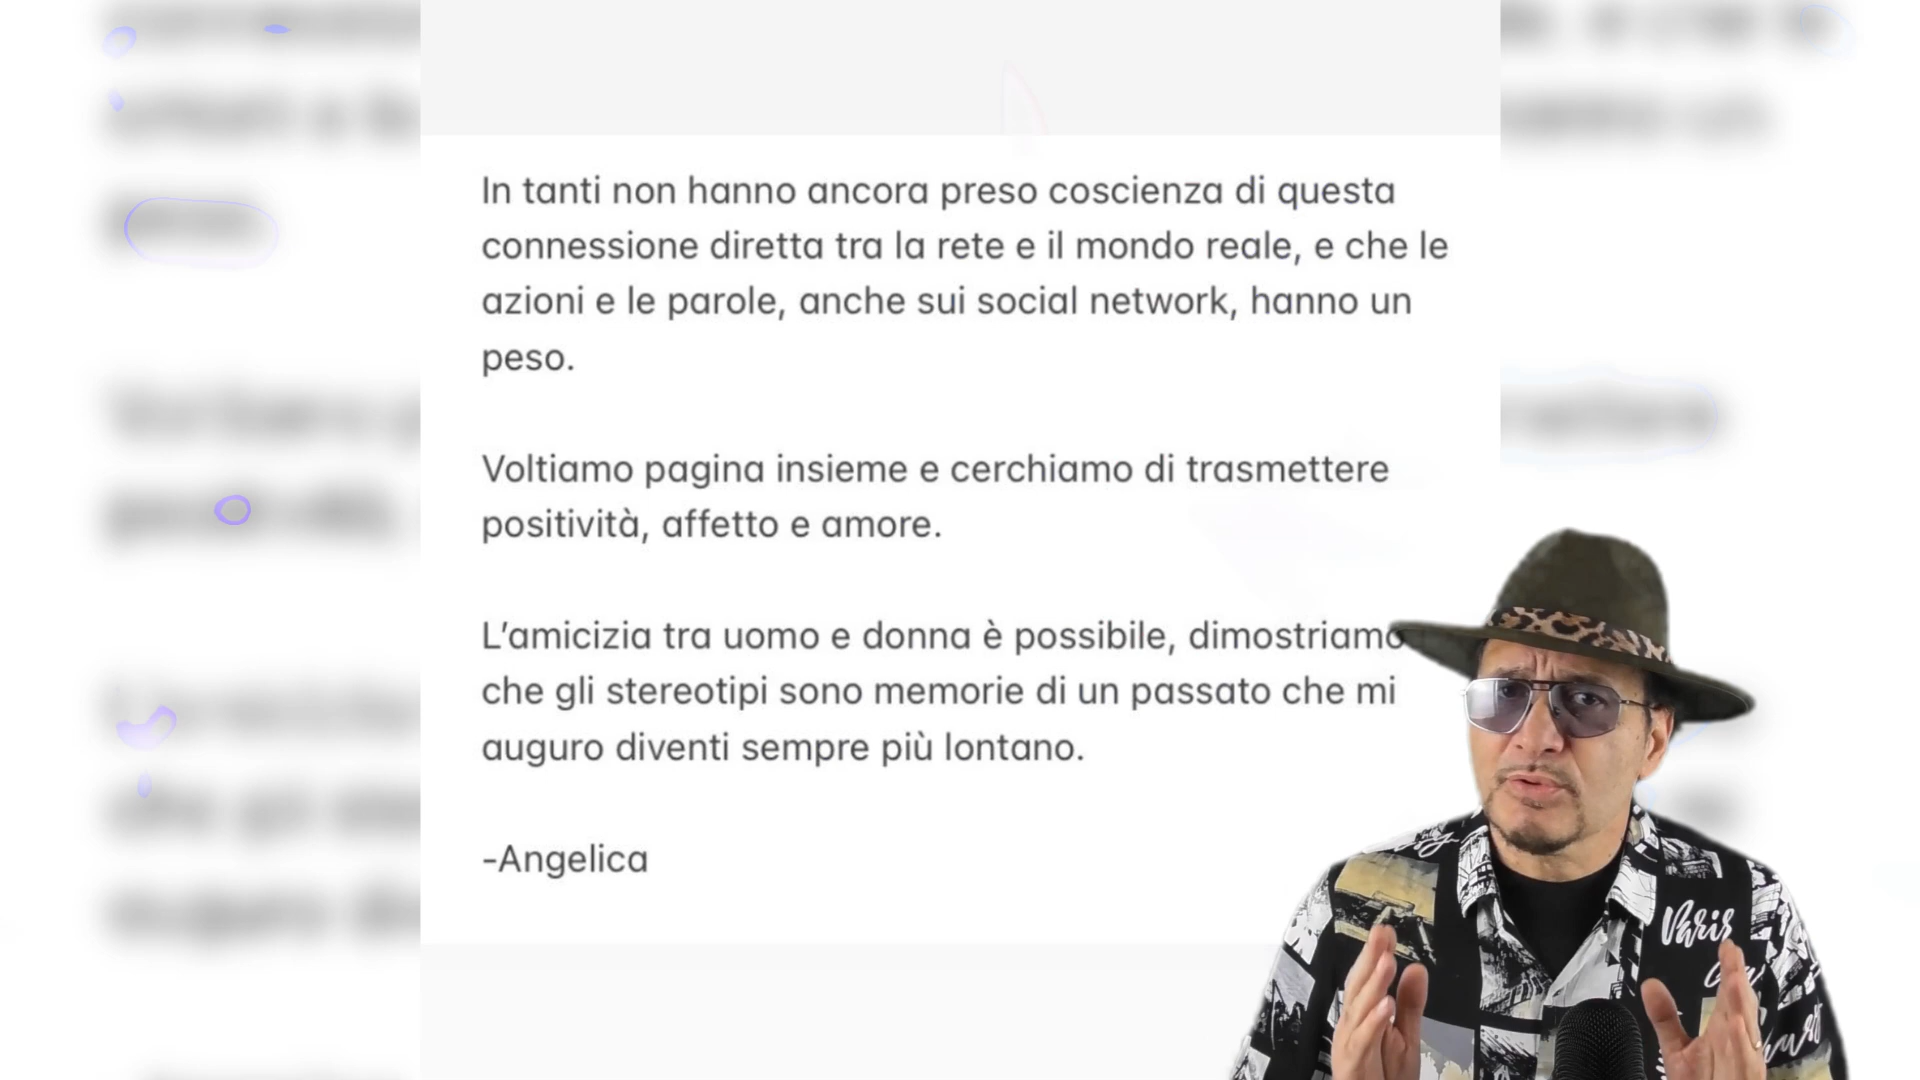 In tanti non hanno ancora preso coscienza di questa
connessione diretta tra la rete e il mondo reale, e che le
azioni e le parole, anche sui social network, hanno un
peso.
Voltiamo pagina insieme e cerchiamo di trasmettere
positività, affetto e amore.
L'amicizia tra uomo e donna è possibile, dimostriamo
che gli stereotipi sono memorie di un passato che mi
auguro diventi sempre più lontano.
-Angelica
Paris